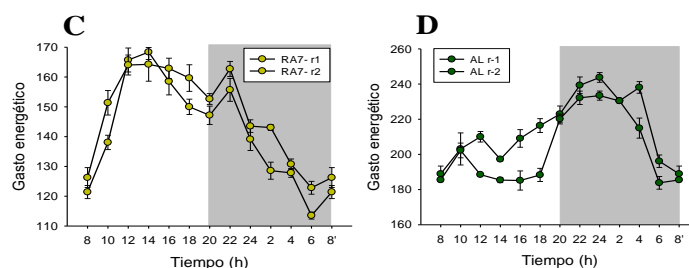 C
Gasto energético
170
160
150
140
130
120
110
RA7- r1
RA7- r2
8 10 12 14 16 18 20 22 24 2 4 6 8'
Tiempo (h)
D
Gasto energético
260
240
220
200
180
160
AL r-1
AL r-2
8 10 12 14 16 18 20 22 24 2 4 6 8'
Tiempo (h)